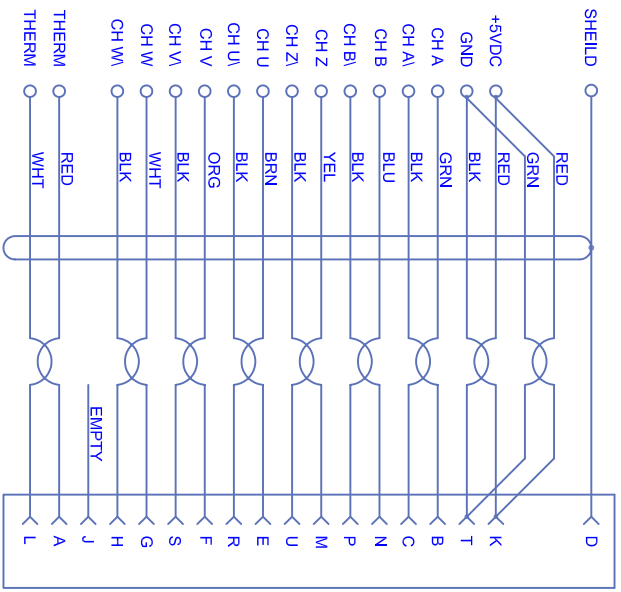 THERM
THERM
CH W\
CH W
CH V\
CH V
CH U\
CH U
CH Z\
CH Z
CH B\
CH B
CH A\
CH A
GND
+5VDC
SHEILD
WHT
RED
BLK
WHT
BLK
ORG
BLK
BRN
BLK
YEL
BLK
BLU
BLK
GRN
BLK
RED
GRN
RED
EMPTY
L
A
J
H
G
S
F
R
E
U
M
P
N
C
B
T
K
D